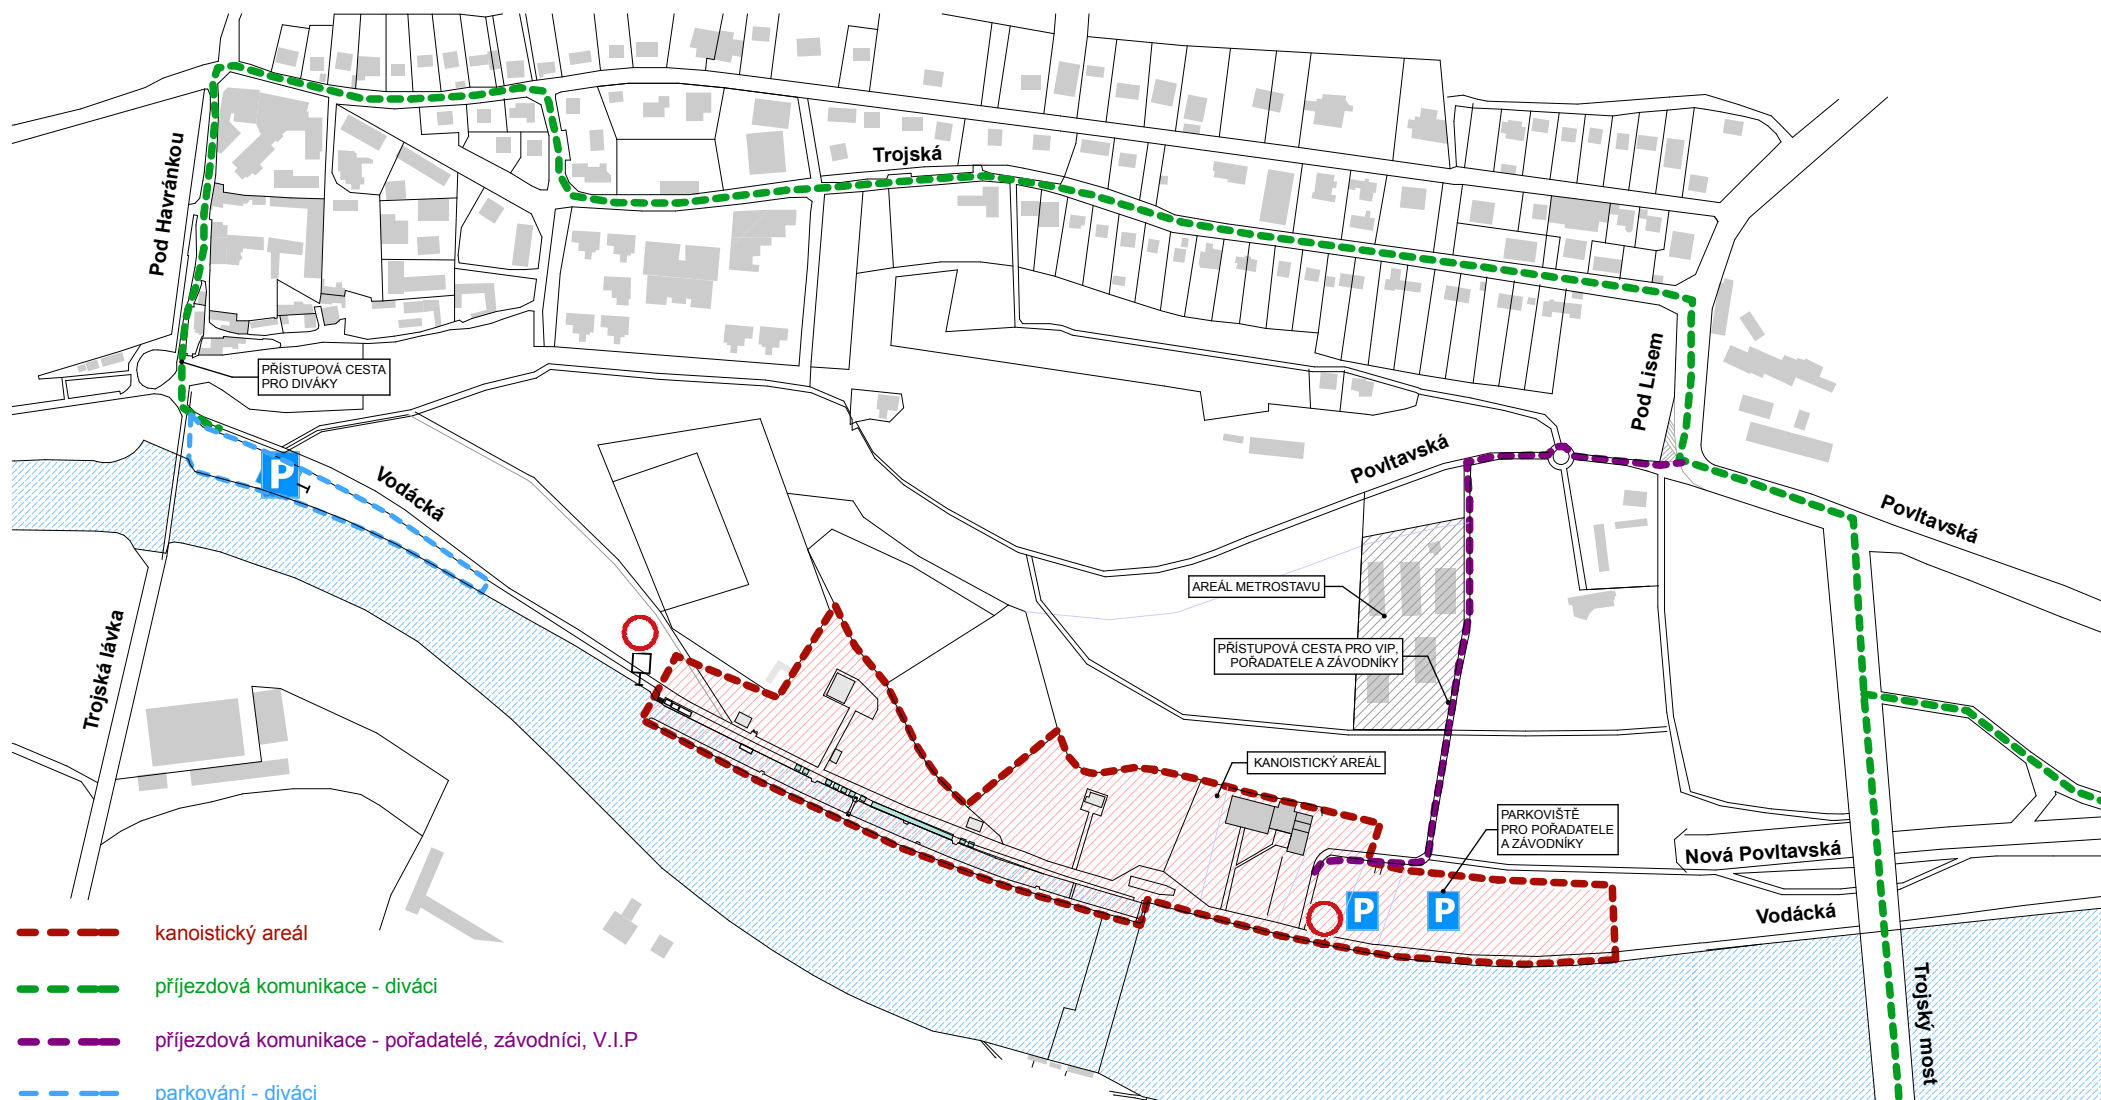 Trojská
Pod Havránkou
PŘÍSTUPOVÁ CESTA
PRO DIVÁKY
Pod Lisem
Povltavská
Povltavská
P
Vodácká
AREÁL METROSTAVU
PŘÍSTUPOVÁ CESTA PRO VIP,
POŘADATELE A ZÁVODNÍKY
Trojská lávka
KANOISTICKÝ AREÁL
PARKOVIŠTĚ
PRO POŘADATELE
A ZÁVODNÍKY
Nová Povltavská
P
P
Vodácká
Trojský most
kanoistický areál
příjezdová komunikace - diváci
příjezdová komunikace - pořadatelé, závodníci, V.I.P
parkování - diváci